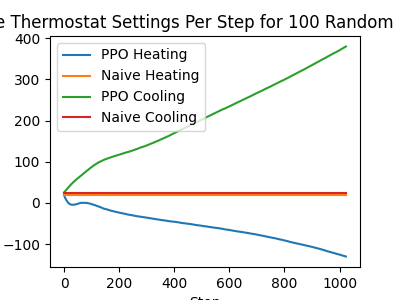 Thermostat Settings Per Step for 100 Random
400
300
200
100
0
−100
PPO Heating
Naive Heating
PPO Cooling
Naive Cooling
0 200 400 600 800 1000
Step